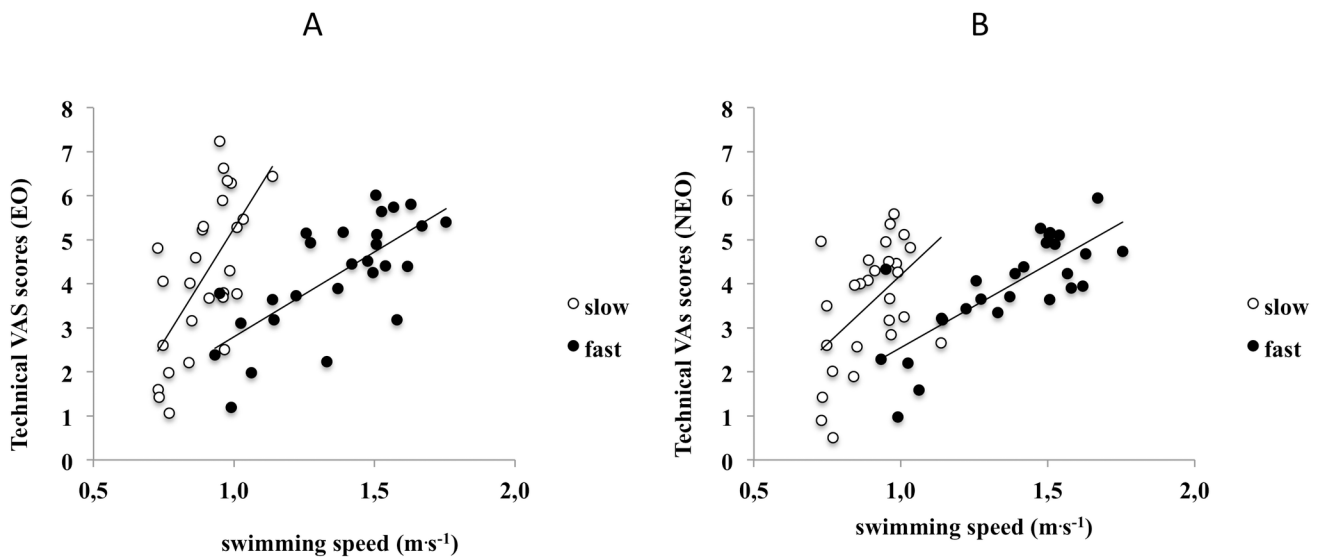 A
8
7
6
5
4
3
2
1
0
0,5 1,0 1,5 2,0
Technical VAS scores (EO)
swimming speed (m·s-1)
slow
fast
B
8
7
6
5
4
3
2
1
0
0,5 1,0 1,5 2,0
Technical VAs scores (NEO)
swimming speed (m·s-1)
slow
fast